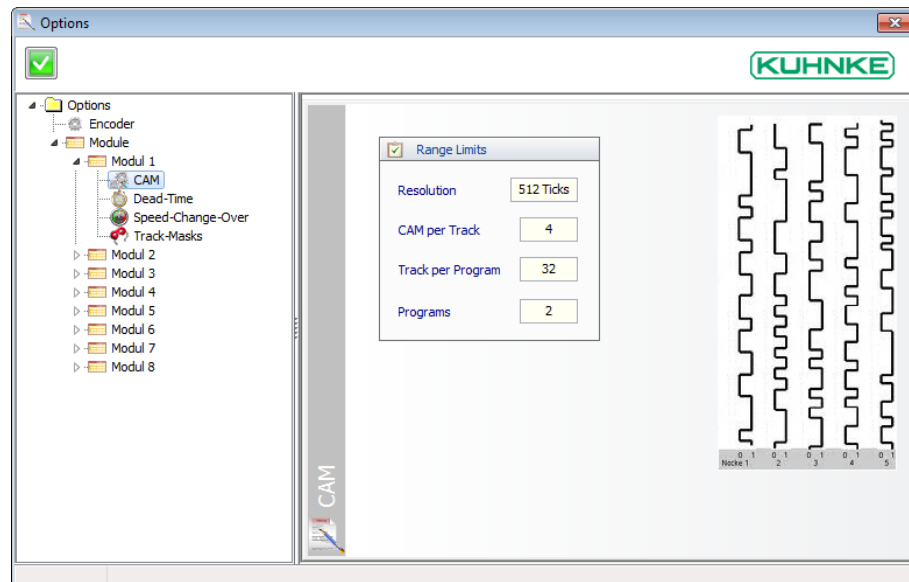 Options
KUHNKE
Options
Encoder
Module
Modul 1
CAM
Dead-Time
Speed-Change-Over
Track-Masks
Modul 2
Modul 3
Modul 4
Modul 5
Modul 6
Modul 7
Modul 8
CAM
Range Limits
Resolution 512 Ticks
CAM per Track 4
Track per Program 32
Programs 2
0 1 0 1 0 1 0 1 0 1
Nocke 1 2 3 4 5